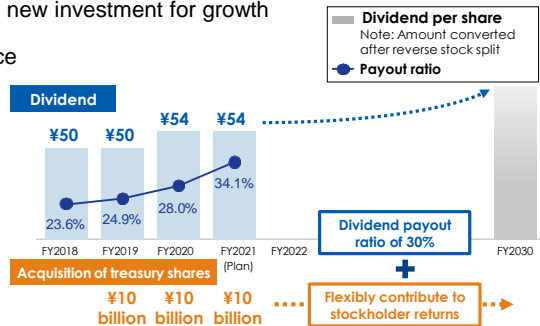 new investment for growth
ce
Dividend per share
Note: Amount converted
after reverse stock split
Payout ratio
Dividend
¥50
¥50
¥54
¥54
23.6%
24.9%
28.0%
34.1%
FY2018
FY2019
FY2020
FY2021
(Plan)
FY2022
FY2030
Dividend payout
ratio of 30%
+
Acquisition of treasury shares
¥10
billion
¥10
billion
¥10
billion
Flexibly contribute to
stockholder returns